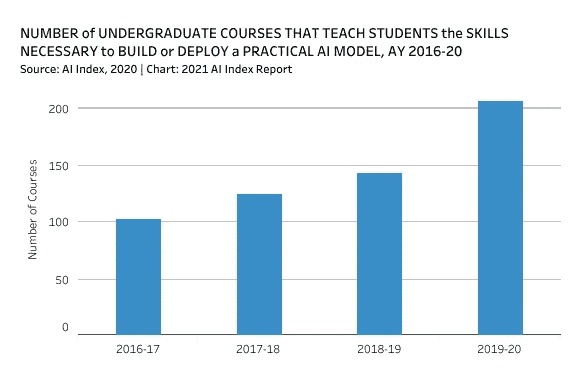 NUMBER of UNDERGRADUATE COURSES THAT TEACH STUDENTS the SKILLS
NECESSARY to BUILD or DEPLOY a PRACTICAL AI MODEL, AY 2016-20
Source: AI Index, 2020 | Chart: 2021 AI Index Report
200
150
100
50
0
Number of Courses
2016-17
2017-18
2018-19
2019-20